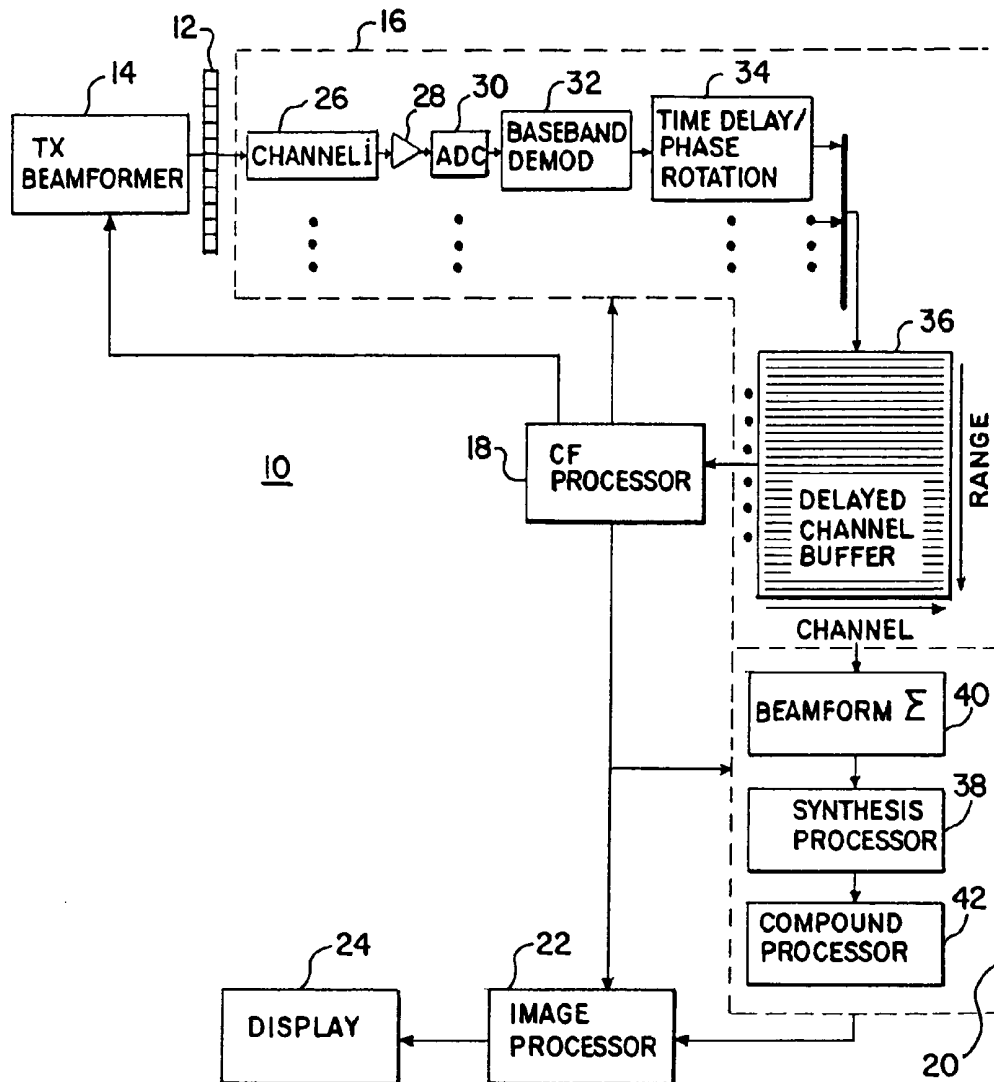 16
12
14
34
32
26
28
30
TX
BEAMFORMER
CHANNEL i
ADC
BASEBAND
DEMOD
TIME DELAY/
PHASE
ROTATION
36
18
CF
PROCESSOR
10
DELAYED
CHANNEL
BUFFER
RANGE
CHANNEL
BEAMFORM Σ
40
38
SYNTHESIS
PROCESSOR
42
COMPOUND
PROCESSOR
24
22
DISPLAY
IMAGE
PROCESSOR
20